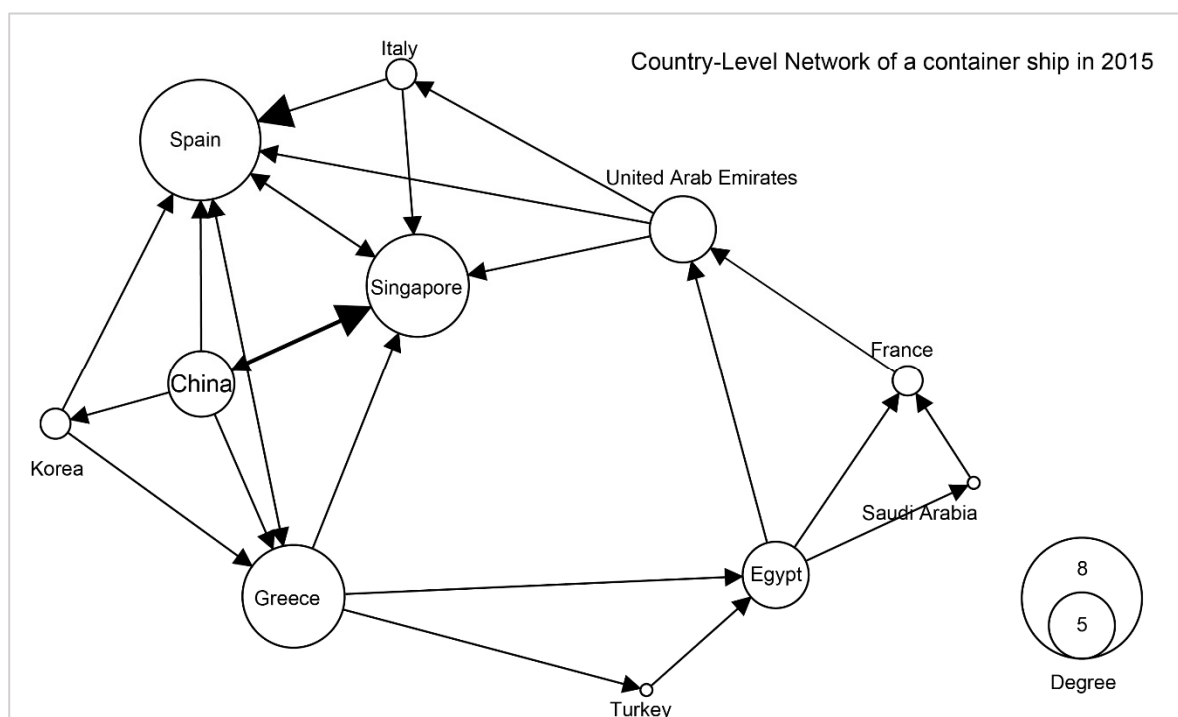 Italy
Country-Level Network of a container ship in 2015
Spain
United Arab Emirates
Singapore
France
China
Korea
Saudi Arabia
Egypt
Greece
8
5
Degree
Turkey